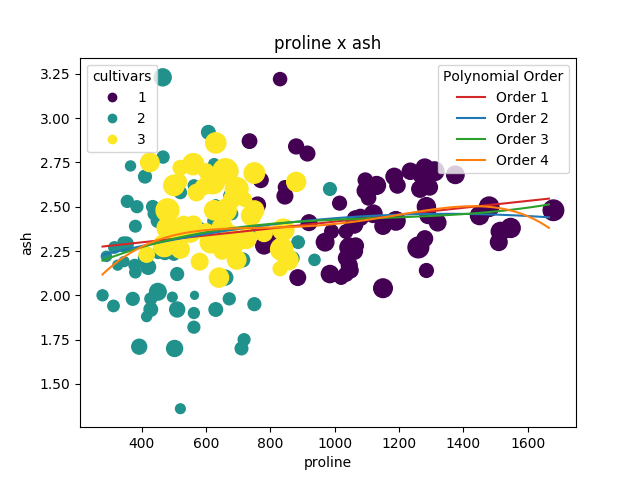 proline x ash
cultivars
1
2
3
Polynomial Order
Order 1
Order 2
Order 3
Order 4
3.25
3.00
2.75
2.50
2.25
2.00
1.75
1.50
ash
400 600 800 1000 1200 1400 1600
proline